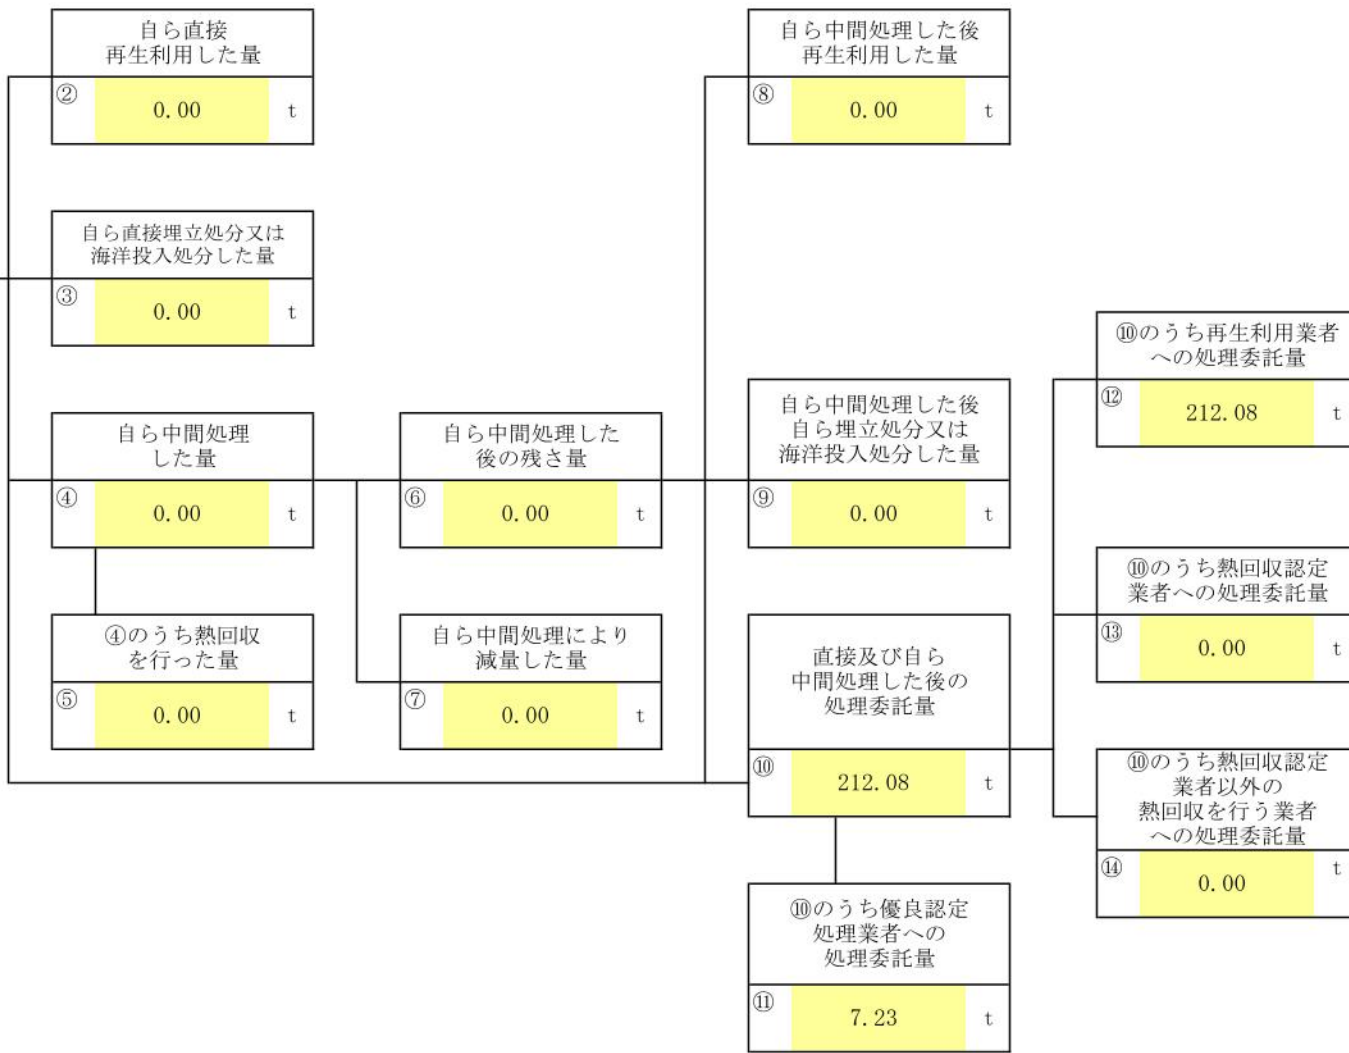 自ら直接
再生利用した量
② 0.00 t
自ら中間処理した後
再生利用した量
⑧ 0.00 t
自ら直接埋立処分又は
海洋投入処分した量
③ 0.00 t
⑩のうち再生利用業者
への処理委託量
⑫ 212.08 t
自ら中間処理
した量
④ 0.00 t
自ら中間処理した
後の残さ量
⑥ 0.00 t
自ら中間処理した後
自ら埋立処分又は
海洋投入処分した量
⑨ 0.00 t
⑩のうち熱回収認定
業者への処理委託量
⑬ 0.00 t
④のうち熱回収
を行った量
⑤ 0.00 t
自ら中間処理により
減量した量
⑦ 0.00 t
直接及び自ら
中間処理した後の
処理委託量
⑩ 212.08 t
⑩のうち熱回収認定
業者以外の
熱回収を行う業者
への処理委託量
⑭ 0.00 t
⑩のうち優良認定
処理業者への
処理委託量
⑪ 7.23 t